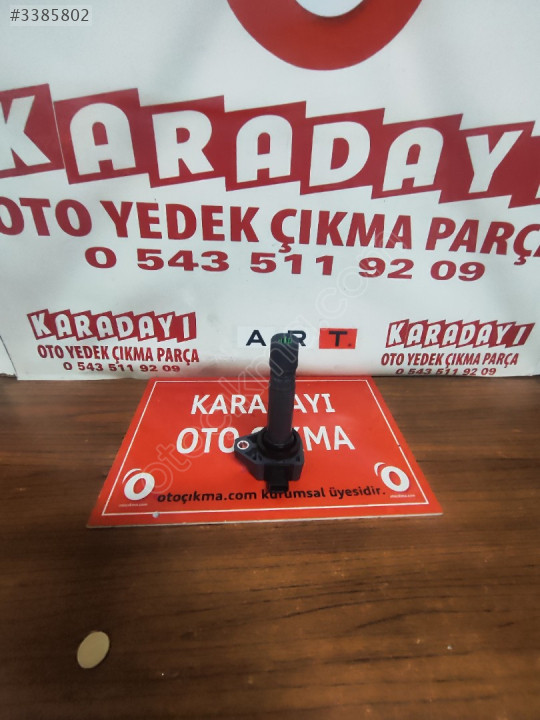 #3385802
KARADAYI
OTO YEDEK ÇIKMA PARÇA
0 543 511 92 09
KARADAYI
OTO YEDEK ÇIKMA PARÇA
0 543 511 92 09
A R T.
KARADAYI
OTO YEDEK ÇIKMA PARÇA
0 543 511 92 09
KARADAYI
OTO ÇIKMA
otoçıkma.com kurumsal üyesidir.